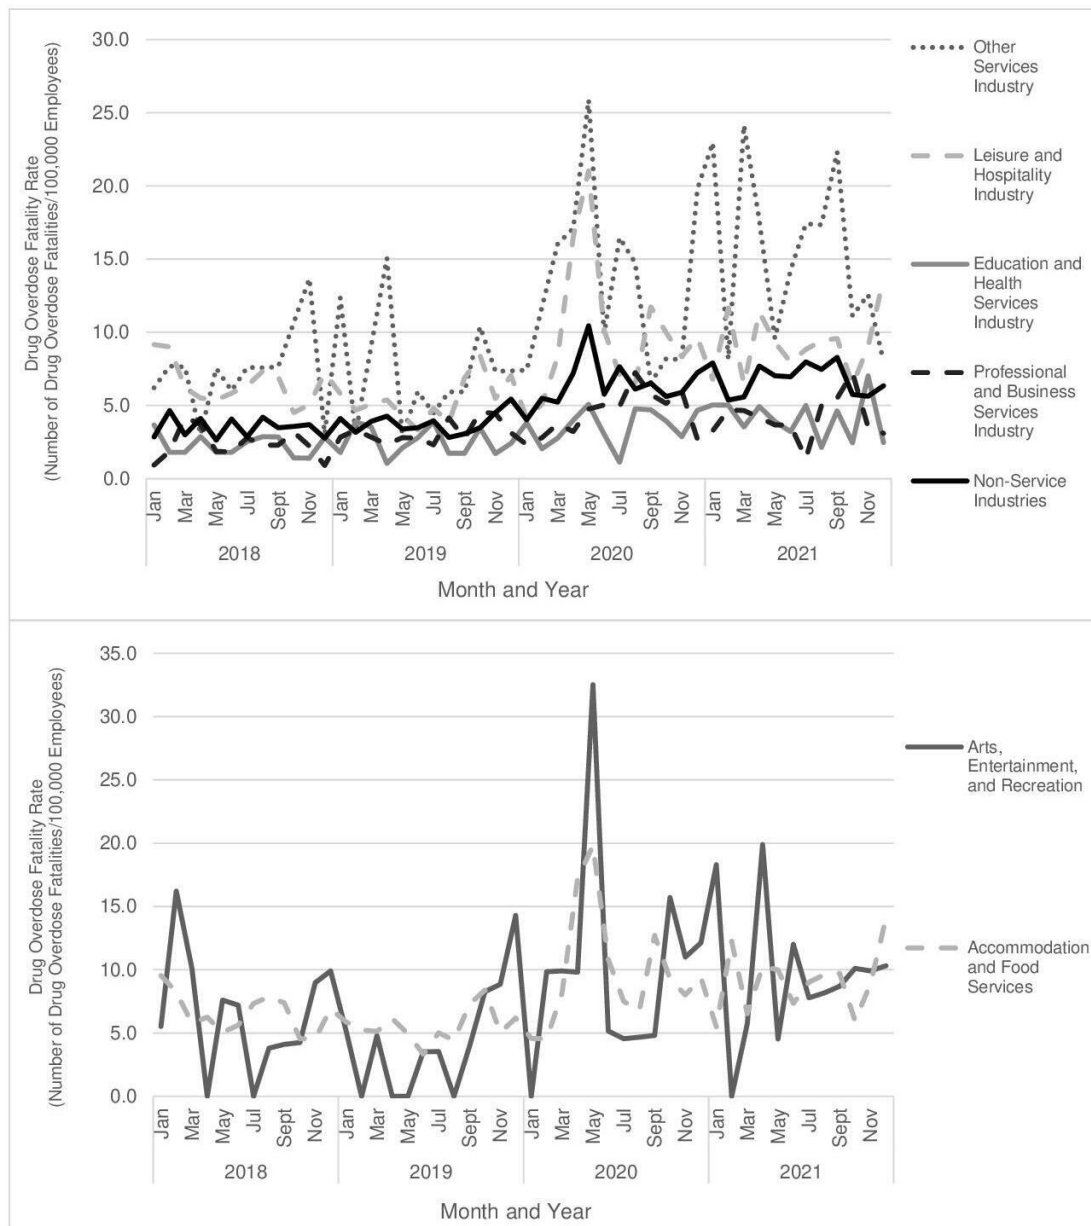 Drug Overdose Fatality Rate
(Number of Drug Overdose Fatalities/100,000 Employees)
30.0
25.0
20.0
15.0
10.0
5.0
0.0
Jan
Mar
May
Jul
Sept
Nov
Jan
Mar
May
Jul
Sept
Nov
Jan
Mar
May
Jul
Sept
Nov
Jan
Mar
May
Jul
Sept
Nov
2018
2019
2020
2021
Month and Year
Other
Services
Industry
Leisure and
Hospitality
Industry
Education and
Health
Services
Industry
Professional
and Business
Services
Industry
Non-Service
Industries
Drug Overdose Fatality Rate
(Number of Drug Overdose Fatalities/100,000 Employees)
35.0
30.0
25.0
20.0
15.0
10.0
5.0
0.0
Jan
Mar
May
Jul
Sept
Nov
Jan
Mar
May
Jul
Sept
Nov
Jan
Mar
May
Jul
Sept
Nov
Jan
Mar
May
Jul
Sept
Nov
2018
2019
2020
2021
Month and Year
Arts,
Entertainment,
and Recreation
Accommodation
and Food
Services